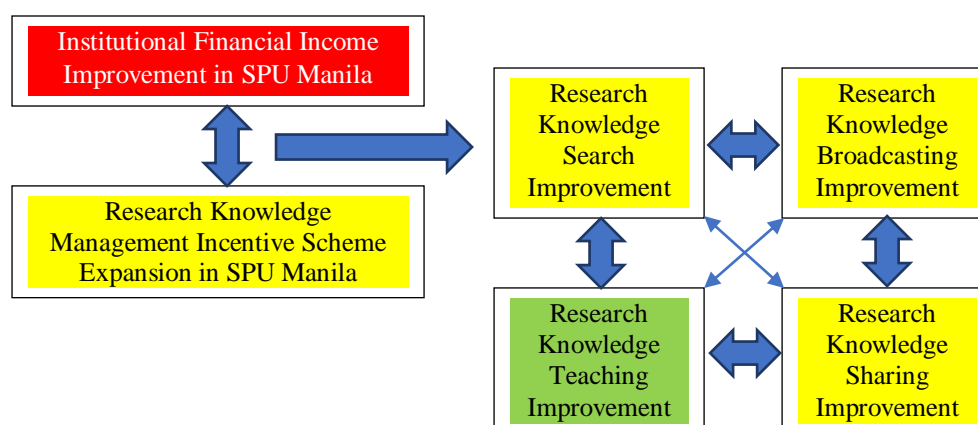 Institutional Financial Income
Improvement in SPU Manila
Research Knowledge
Management Incentive Scheme
Expansion in SPU Manila
Research
Knowledge
Search
Improvement
Research
Knowledge
Broadcasting
Improvement
Research
Knowledge
Teaching
Improvement
Research
Knowledge
Sharing
Improvement